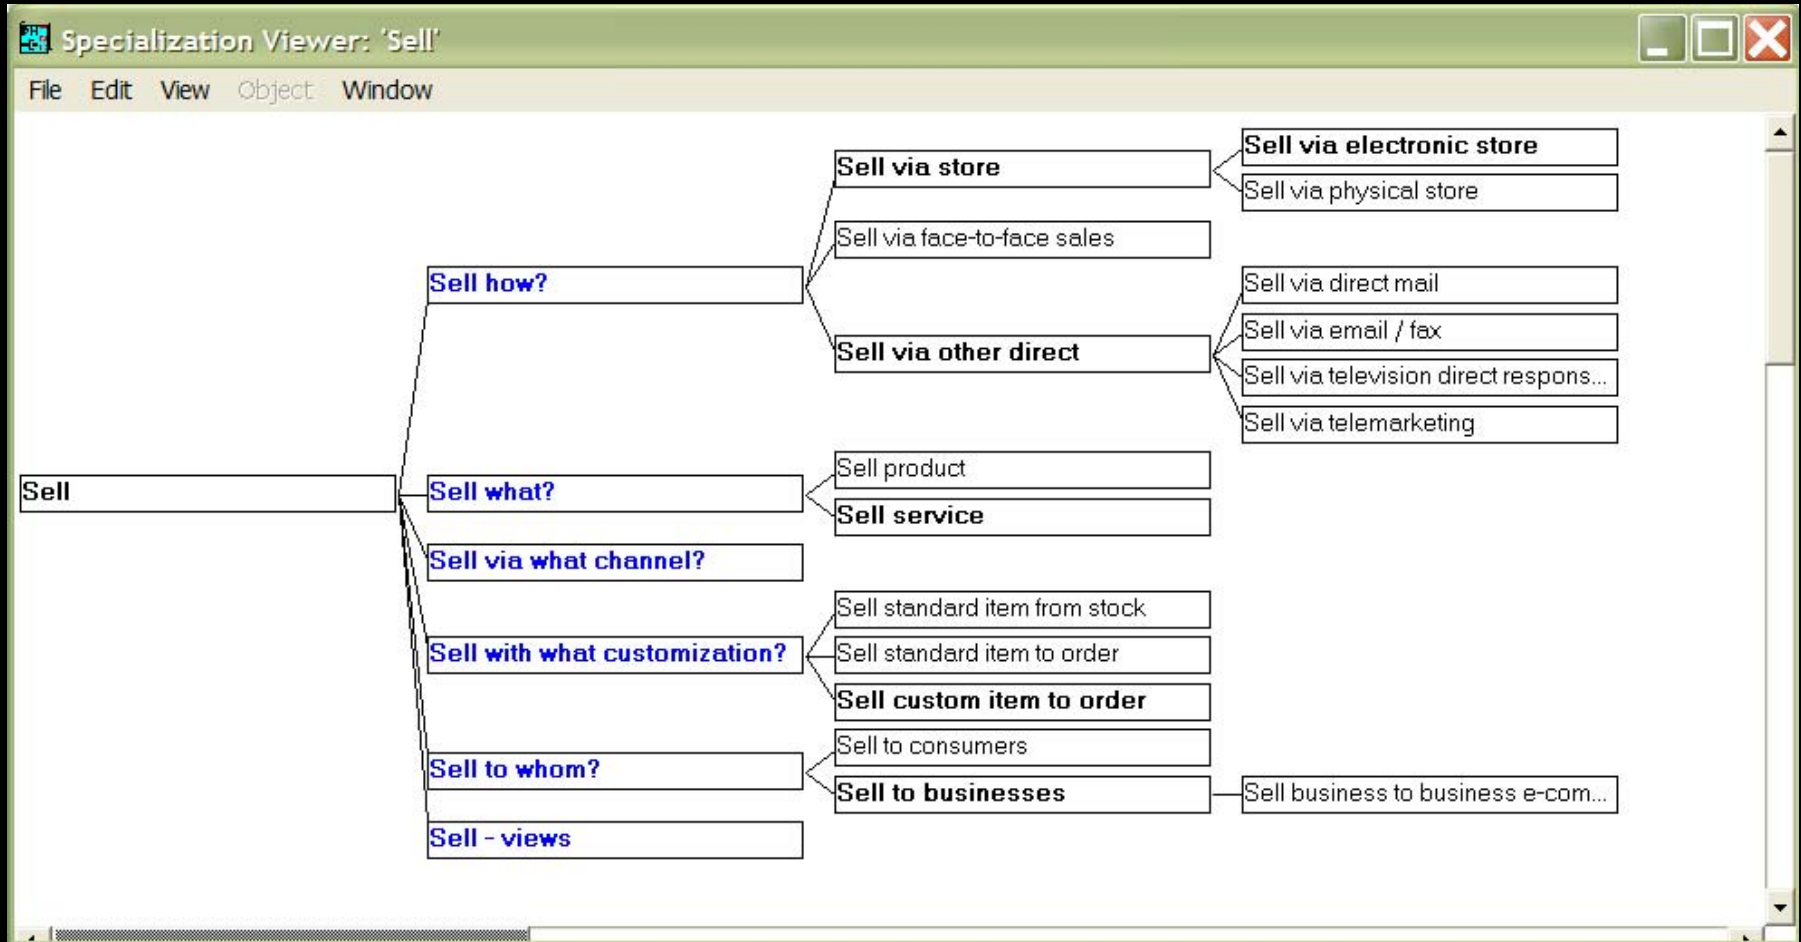 Specialization Viewer: 'Sell'
File Edit View Object Window
Sell via electronic store
Sell via store
Sell via physical store
Sell via face-to-face sales
Sell how?
Sell via direct mail
Sell via email / fax
Sell via other direct
Sell via television direct respons...
Sell via telemarketing
Sell product
Sell
Sell what?
Sell service
Sell via what channel?
Sell standard item from stock
Sell with what customization?
Sell standard item to order
Sell custom item to order
Sell to consumers
Sell to whom?
Sell to businesses
Sell business to business e-com...
Sell - views